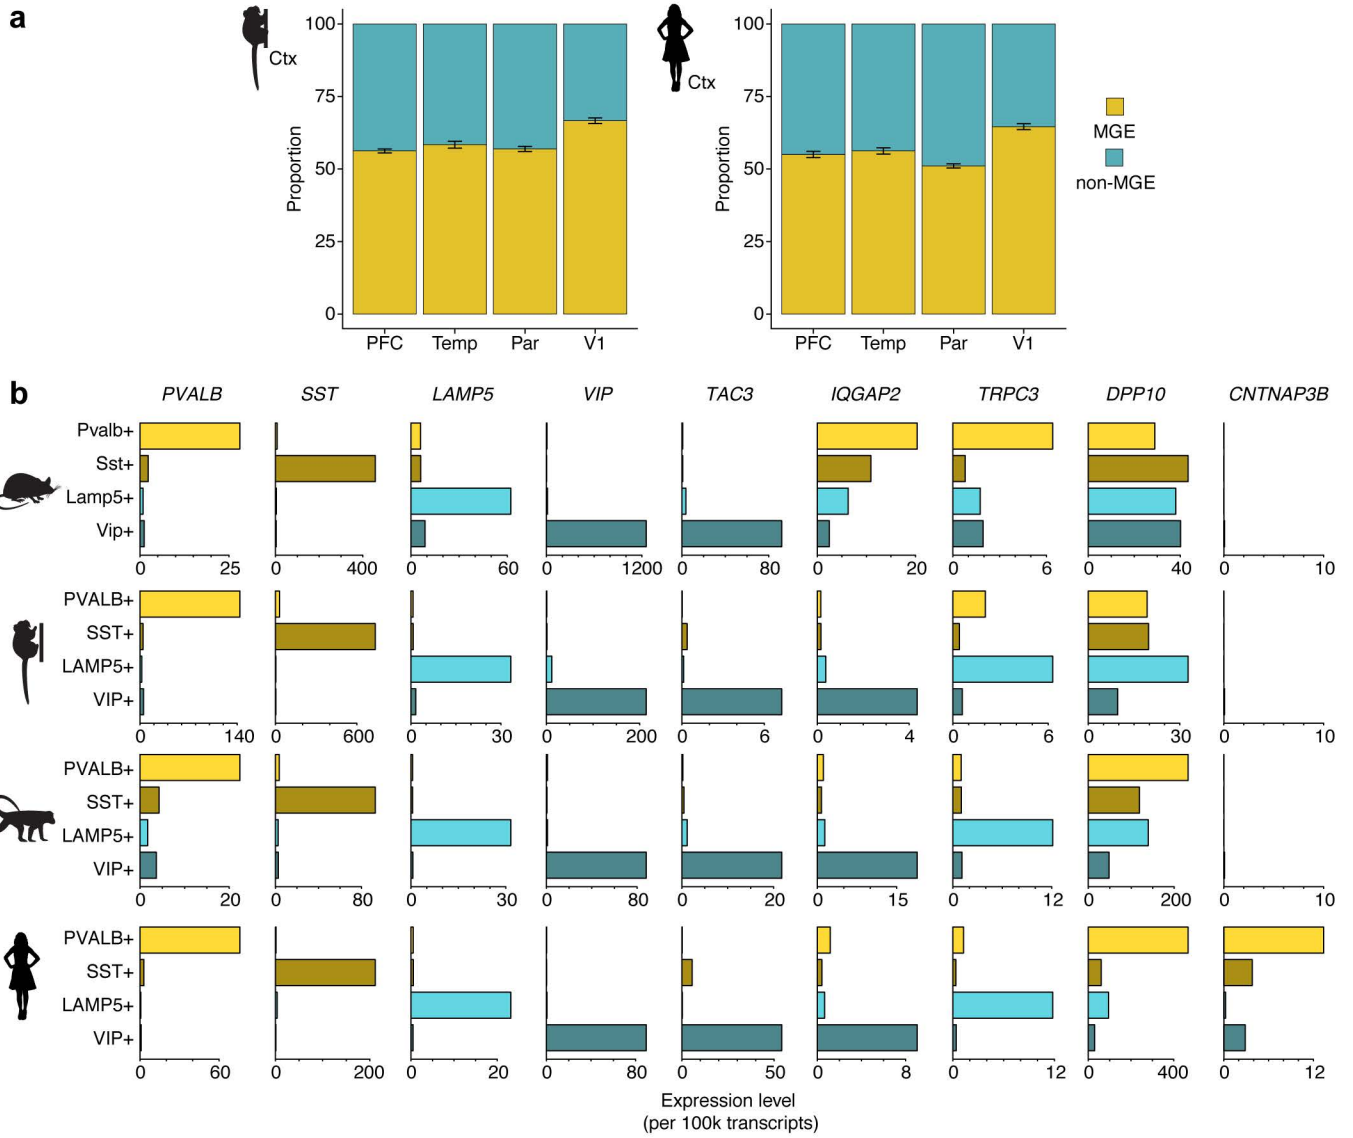 a
Ctx
Proportion
100
75
50
25
0
PFC Temp Par V1
Ctx
Proportion
100
75
50
25
0
PFC Temp Par V1
MGE
non-MGE
b
PVALB SST LAMP5 VIP TAC3 IQGAP2 TRPC3 DPP10 CNTNAP3B
Pvalb+
Sst+
Lamp5+
Vip+
0 25 0 400 0 60 0 1200 0 80 0 20 0 6 0 40 0 10
PVALB+
SST+
LAMP5+
VIP+
0 140 0 600 0 30 0 200 0 6 0 4 0 6 0 30 0 10
PVALB+
SST+
LAMP5+
VIP+
0 20 0 80 0 30 0 80 0 20 0 15 0 12 0 200 0 10
PVALB+
SST+
LAMP5+
VIP+
0 60 0 200 0 20 0 80 0 50 0 8 0 12 0 400 0 12
Expression level
(per 100k transcripts)